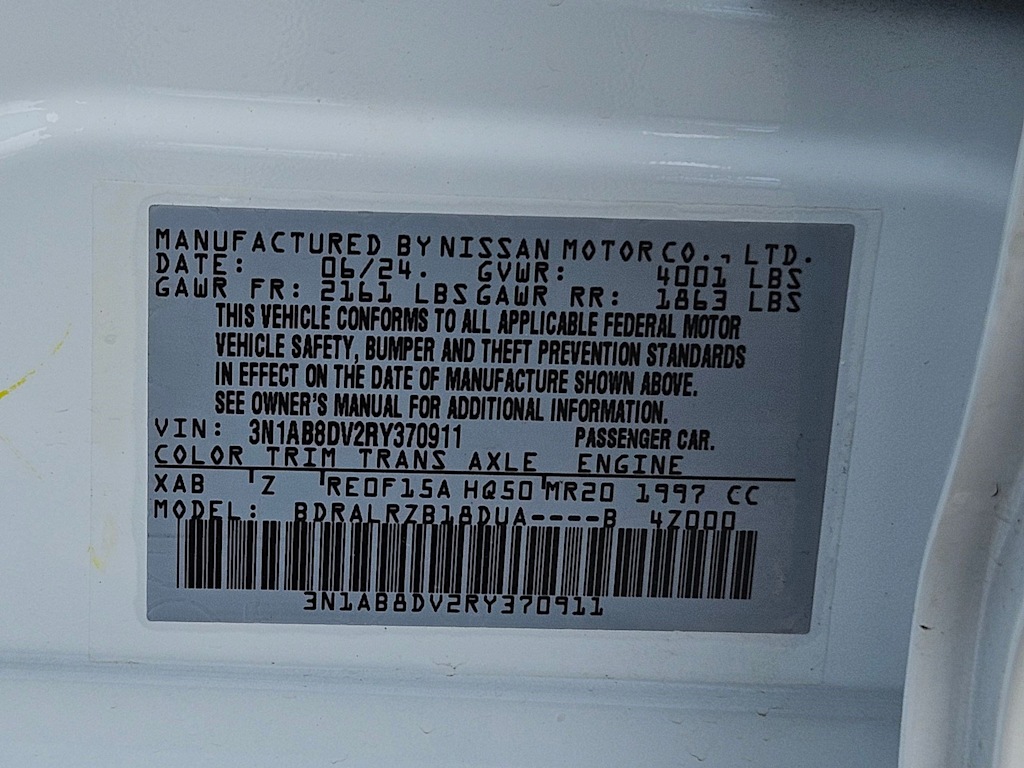 MANUFACTURED BY NISSAN MOTOR CO., LTD.
DATE: 06/24. GVWR: 4001 LBS
GAWR FR: 2161 LBS GAWR RR: 1863 LBS
THIS VEHICLE CONFORMS TO ALL APPLICABLE FEDERAL MOTOR
VEHICLE SAFETY, BUMPER AND THEFT PREVENTION STANDARDS
IN EFFECT ON THE DATE OF MANUFACTURE SHOWN ABOVE.
SEE OWNER'S MANUAL FOR ADDITIONAL INFORMATION.
VIN: 3N1AB8DV2RY370911 PASSENGER CAR.
COLOR TRIM TRANS AXLE ENGINE
XAB Z RE0F15A HQ50 MR20 1997 CC
MODEL: BDRALRZB18DUA----B 4Z000
3N1AB8DV2RY370911